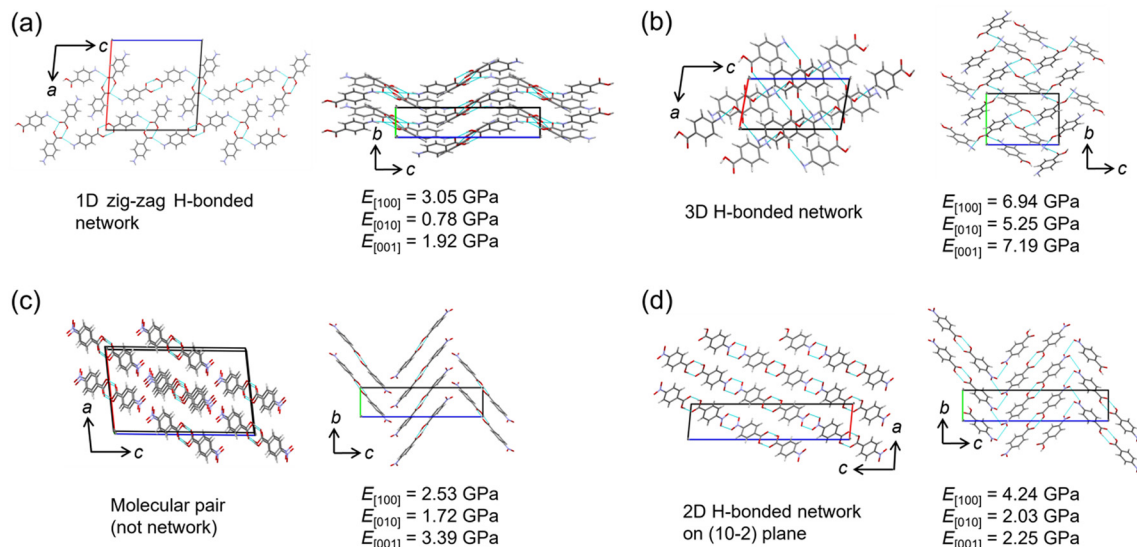 (a)
c
a
b
c
1D zig-zag H-bonded
network
E[100] = 3.05 GPa
E[010] = 0.78 GPa
E[001] = 1.92 GPa
(b)
c
a
b
c
3D H-bonded network
E[100] = 6.94 GPa
E[010] = 5.25 GPa
E[001] = 7.19 GPa
(c)
a
c
b
c
Molecular pair
(not network)
E[100] = 2.53 GPa
E[010] = 1.72 GPa
E[001] = 3.39 GPa
(d)
a
c
b
c
2D H-bonded network
on (10-2) plane
E[100] = 4.24 GPa
E[010] = 2.03 GPa
E[001] = 2.25 GPa